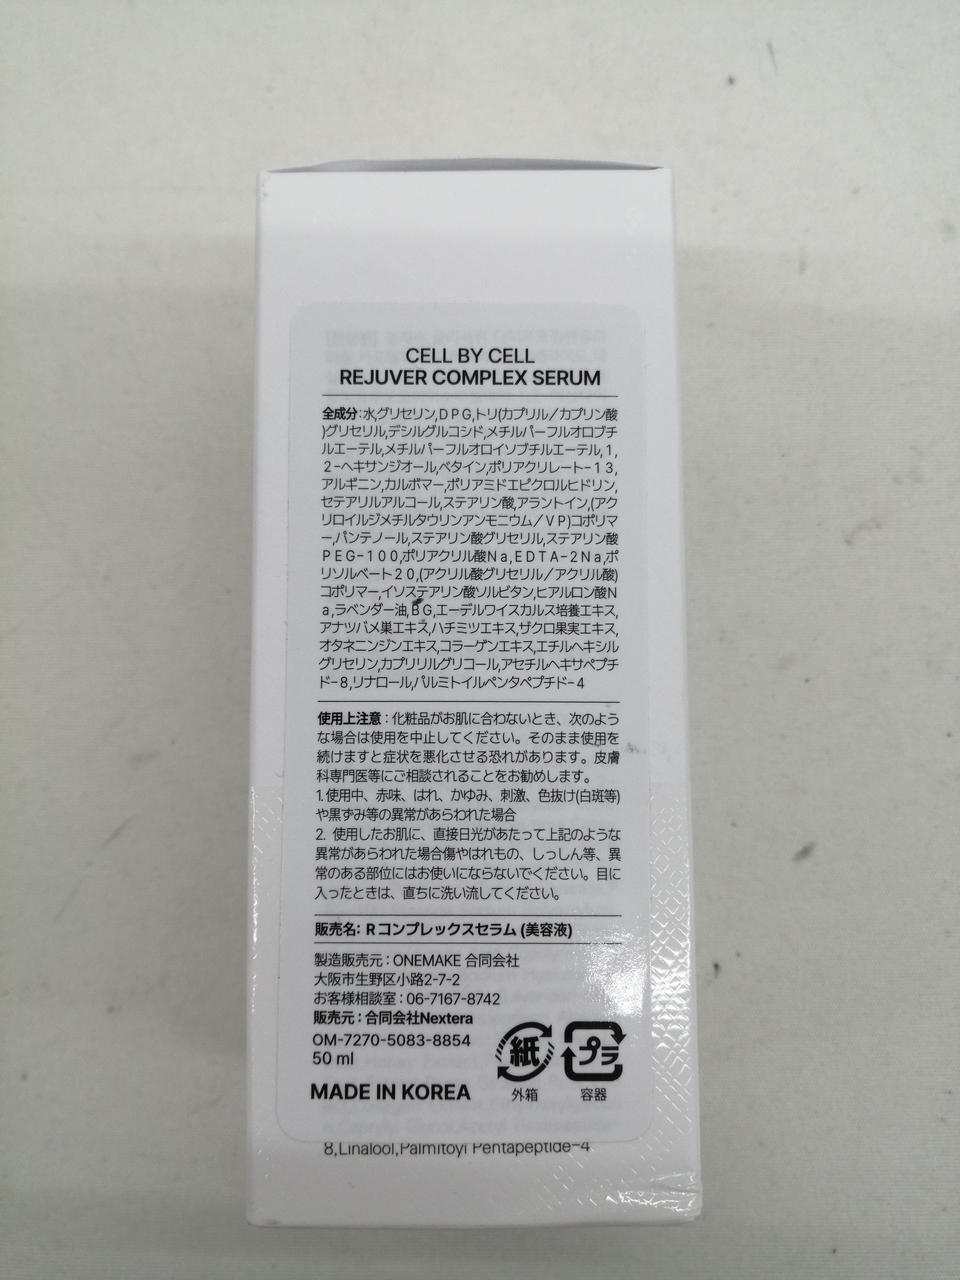 CELL BY CELL
REJUVER COMPLEX SERUM
全成分:水,グリセリン,DPG,トリ(カプリル/カプリン酸
)グリセリル,デシルグルコシド,メチルパーフルオロブチ
ルエーテル,メチルパーフルオロイソブチルエーテル,1,
2-ヘキサンジオール,ベタイン,ポリアクリレート-13,
アルギニン,カルボマー,ポリアミドエピクロルヒドリン,
セテアリルアルコール,ステアリン酸,アラントイン,(アク
リロイルジメチルタウリンアンモニウム/VP)コポリマ
ー,パンテノール,ステアリン酸グリセリル,ステアリン酸
PEG-100,ポリアクリル酸Na,EDTA-2Na,ポ
リソルベート20,(アクリル酸グリセリル/アクリル酸)
コポリマー,イソステアリン酸ソルビタン,ヒアルロン酸N
a,ラベンダー油,BG,エーデルワイスカルス培養エキス,
アナツバメ巣エキス,ハチミツエキス,ザクロ果実エキス,
オタネニンジンエキス,コラーゲンエキス,エチルヘキシル
グリセリン,カプリリルグリコール,アセチルヘキサペプチ
ド-8,リナロール,パルミトイルペンタペプチド-4
使用上注意:化粧品がお肌に合わないとき、次のよう
な場合は使用を中止してください。そのまま使用を
続けますと症状を悪化させる恐れがあります。皮膚
科専門医等にご相談されることをお勧めします。
1.使用中、赤味、はれ、かゆみ、刺激、色抜け(白斑等)
や黒ずみ等の異常があらわれた場合
2. 使用したお肌に、直接日光があたって上記のような
異常があらわれた場合傷やはれもの、しっしん等、異
常のある部位にはお使いにならないでください。目に
入ったときは、直ちに洗い流してください。
販売名: Rコンプレックスセラム (美容液)
製造販売元:ONEMAKE 合同会社
大阪市生野区小路2-7-2
お客様相談室:06-7167-8742
販売元:合同会社Nextera
OM-7270-5083-8854
50 ml
MADE IN KOREA
紙
外箱
プラ
容器
8,Linalool,Palmitoyl Pentapeptide-4